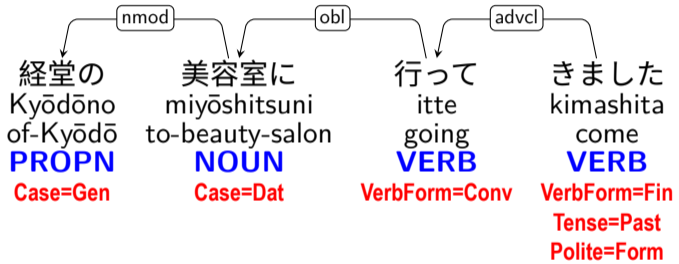 nmod obl advcl
経堂の 美容室に 行って きました
Kyōdōno miyōshitsuni itte kimashita
of-Kyōdō to-beauty-salon going come
PROPN NOUN VERB VERB
Case=Gen Case=Dat VerbForm=Conv VerbForm=Fin
Tense=Past
Polite=Form